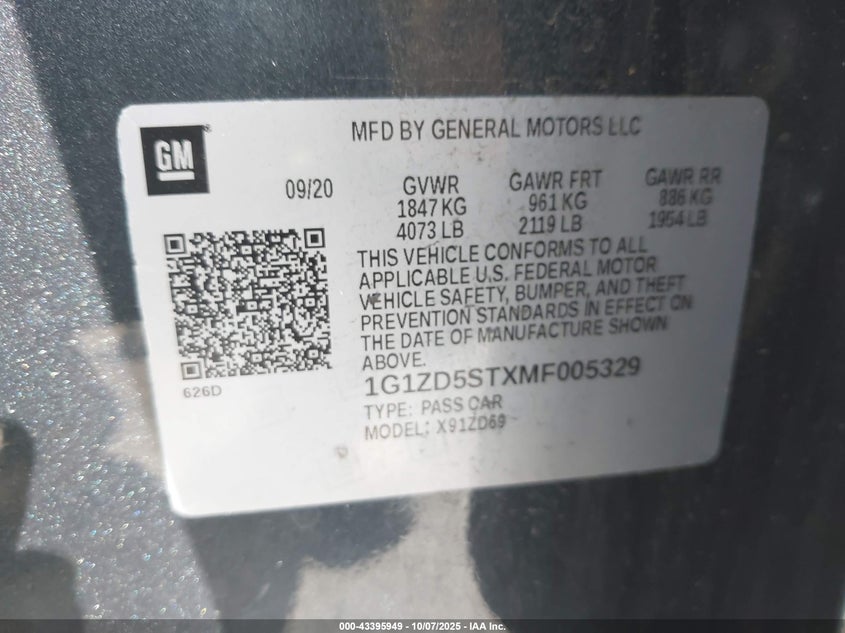 GM
MFD BY GENERAL MOTORS LLC
09/20 GVWR GAWR FRT GAWR RR
1847 KG 961 KG 886 KG
4073 LB 2119 LB 1954 LB
THIS VEHICLE CONFORMS TO ALL
APPLICABLE U.S. FEDERAL MOTOR
VEHICLE SAFETY, BUMPER, AND THEFT
PREVENTION STANDARDS IN EFFECT ON
THE DATE OF MANUFACTURE SHOWN
ABOVE.
626D
1G1ZD5STXMF005329
TYPE: PASS CAR
MODEL: X91ZD69
000-43395949 - 10/07/2025 - IAA Inc.